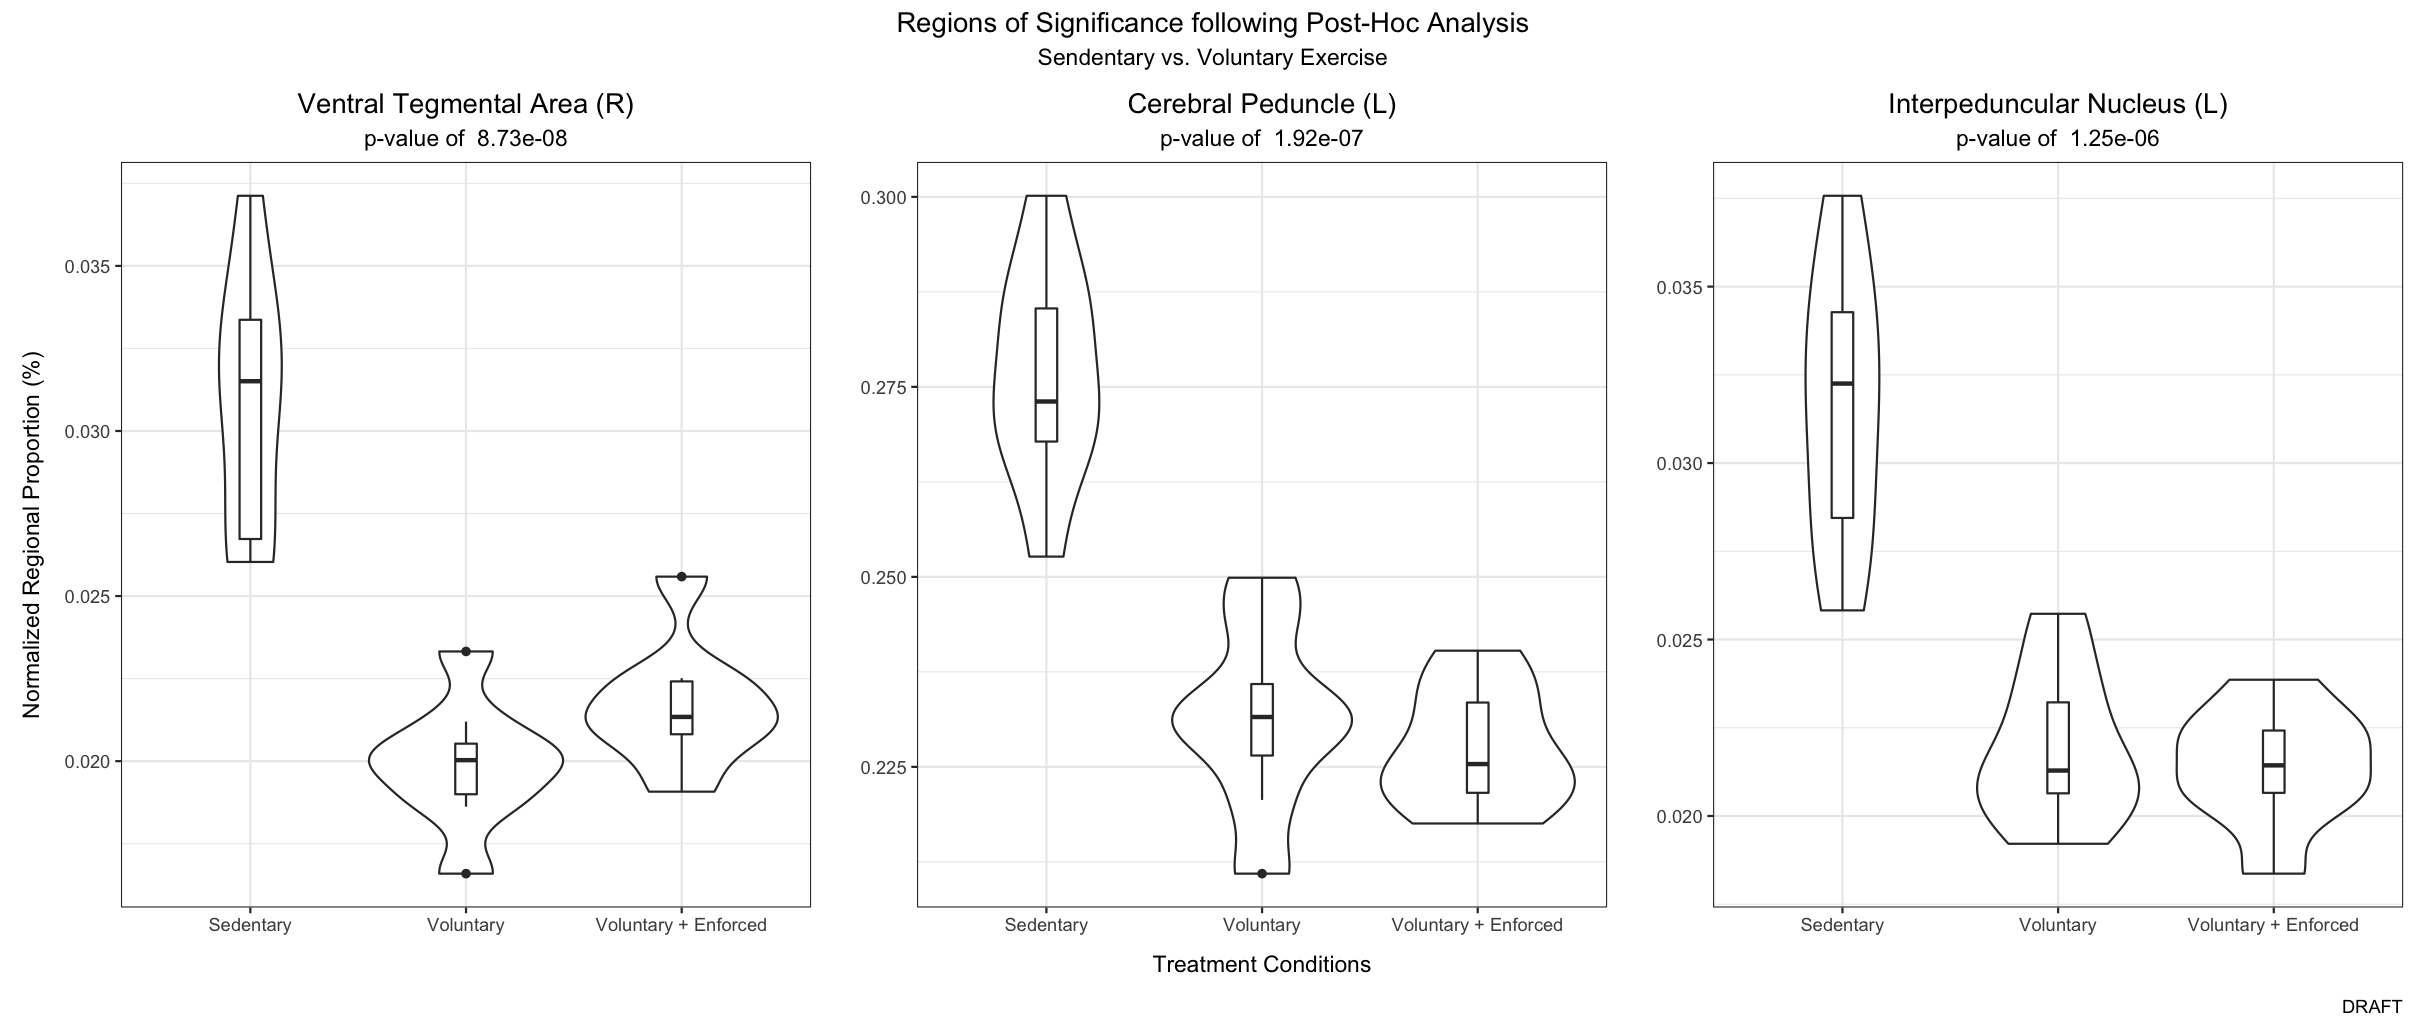 Regions of Significance following Post-Hoc Analysis
Sendentary vs. Voluntary Exercise
Ventral Tegmental Area (R)
p-value of  8.73e-08
Normalized Regional Proportion (%)
0.035
0.030
0.025
0.020
Sedentary
Voluntary
Voluntary + Enforced
Cerebral Peduncle (L)
p-value of  1.92e-07
0.300
0.275
0.250
0.225
Sedentary
Voluntary
Voluntary + Enforced
Interpeduncular Nucleus (L)
p-value of  1.25e-06
0.035
0.030
0.025
0.020
Sedentary
Voluntary
Voluntary + Enforced
Treatment Conditions
DRAFT